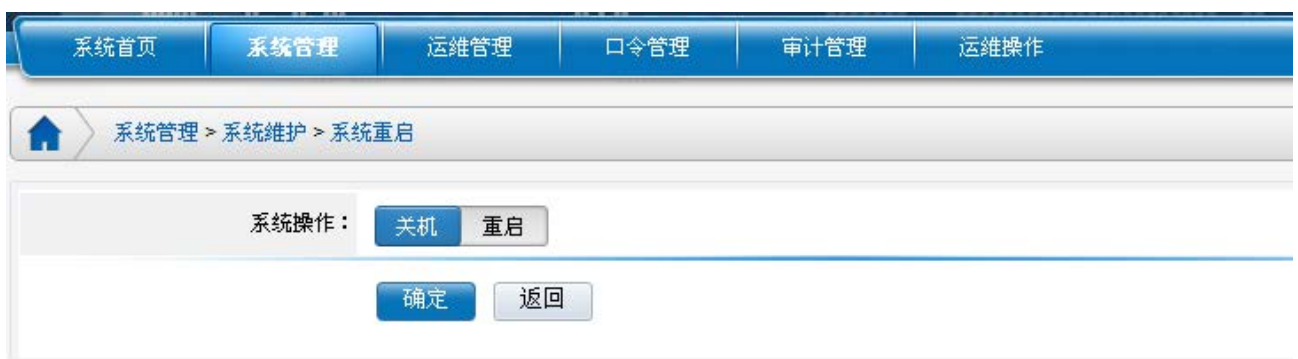 系统首页 系统管理 运维管理 口令管理 审计管理 运维操作
系统管理 > 系统维护 > 系统重启
系统操作： 关机 重启
确定 返回